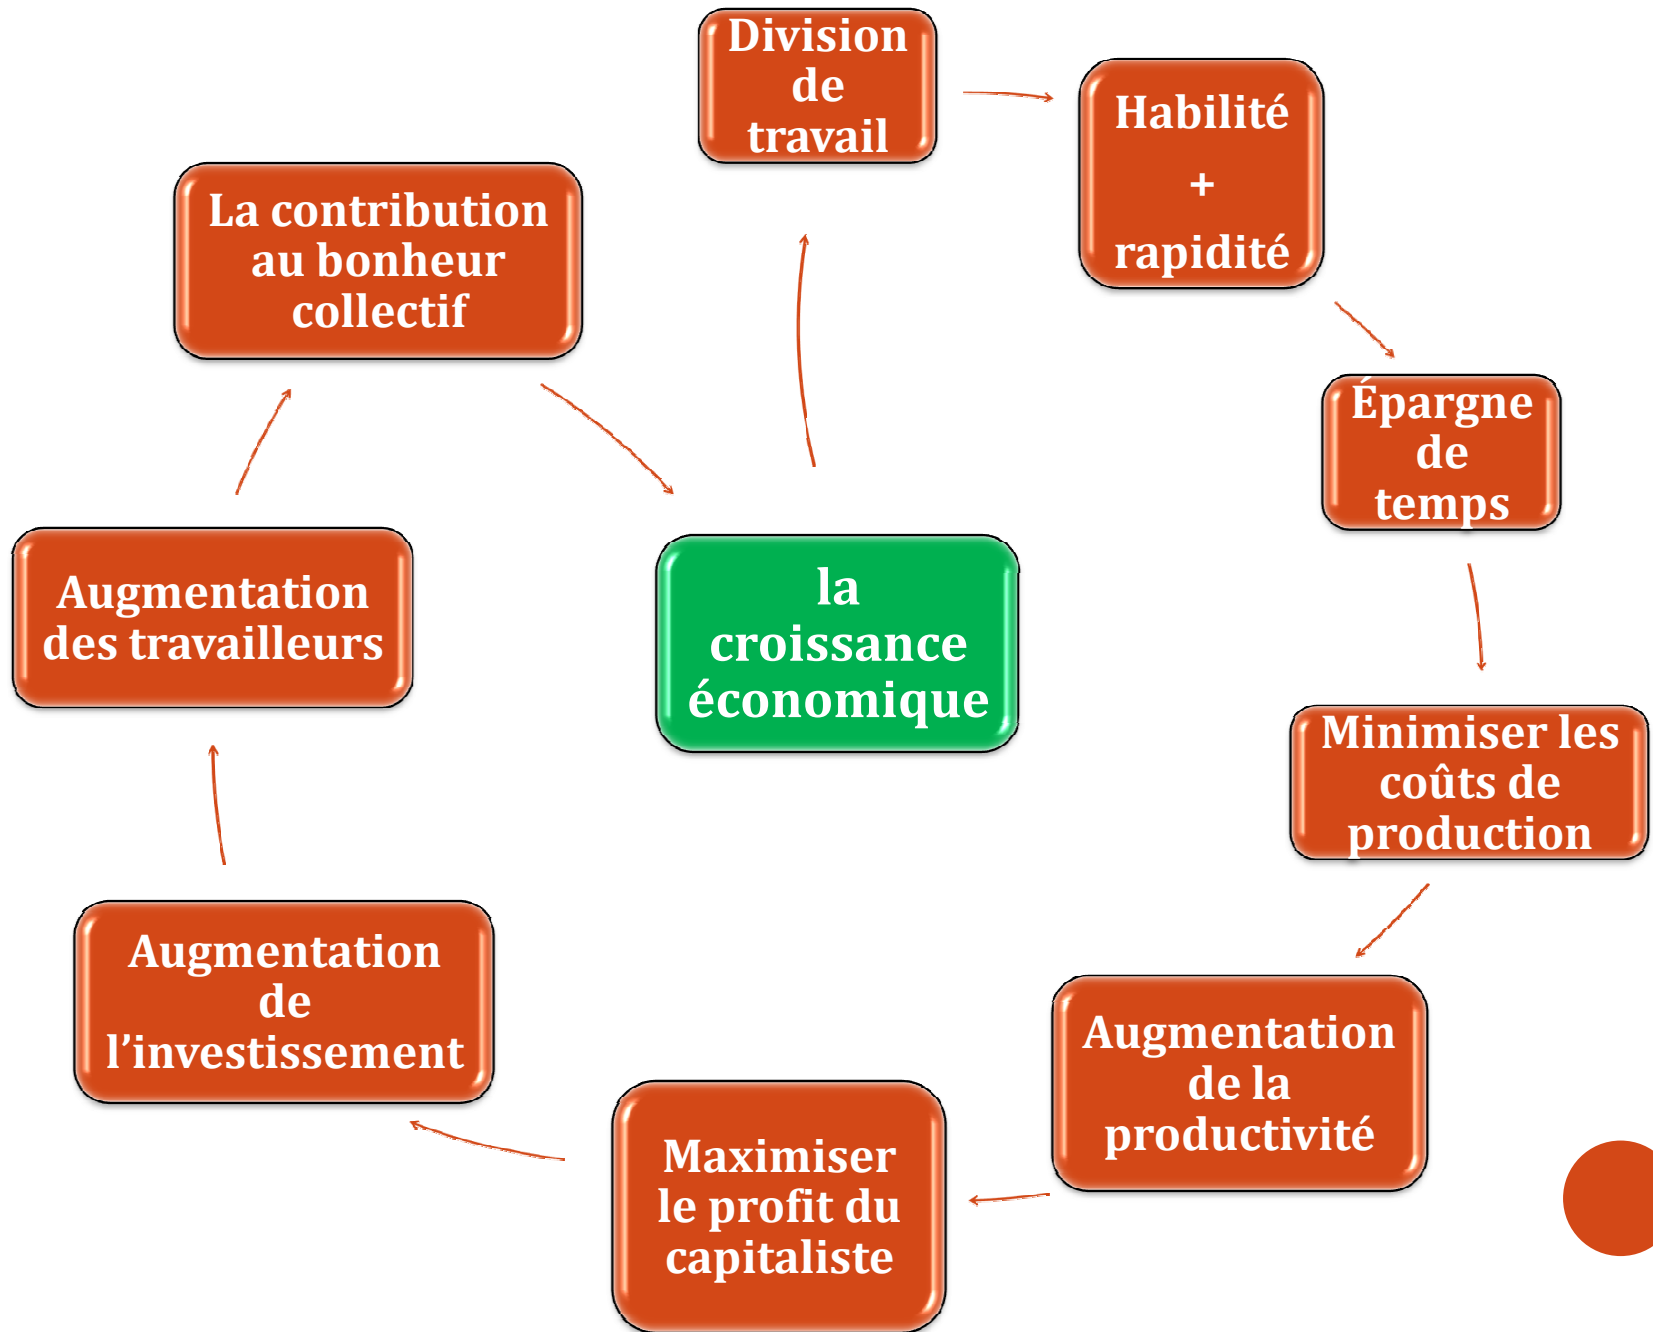 Division
de
travail
Habilité
+
rapidité
Épargne
de
temps
Minimiser les
coûts de
production
Augmentation
de la
productivité
Maximiser
le profit du
capitaliste
Augmentation
de
l’investissement
Augmentation
des travailleurs
La contribution
au bonheur
collectif
la
croissance
économique